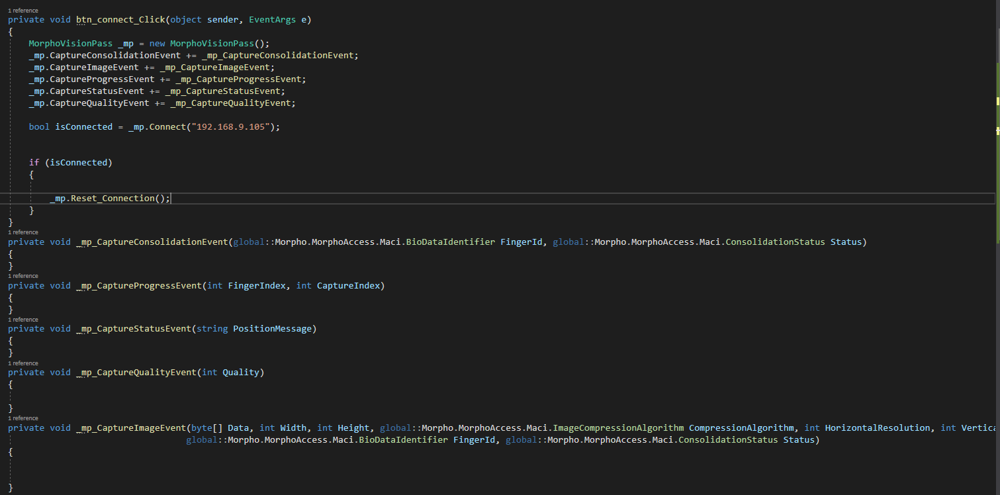 1 reference
private void btn_connect_Click(object sender, EventArgs e)
{
MorphoVisionPass _mp = new MorphoVisionPass();
_mp.CaptureConsolidationEvent += _mp_CaptureConsolidationEvent;
_mp.CaptureImageEvent += _mp_CaptureImageEvent;
_mp.CaptureProgressEvent += _mp_CaptureProgressEvent;
_mp.CaptureStatusEvent += _mp_CaptureStatusEvent;
_mp.CaptureQualityEvent += _mp_CaptureQualityEvent;
bool isConnected = _mp.Connect("192.168.9.105");
if (isConnected)
{
_mp.Reset_Connection();
}
}
1 reference
private void _mp_CaptureConsolidationEvent(global::Morpho.MorphoAccess.Maci.BioDataIdentifier FingerId, global::Morpho.MorphoAccess.Maci.ConsolidationStatus Status)
{
}
1 reference
private void _mp_CaptureProgressEvent(int FingerIndex, int CaptureIndex)
{
}
1 reference
private void _mp_CaptureStatusEvent(string PositionMessage)
{
}
1 reference
private void _mp_CaptureQualityEvent(int Quality)
{
}
1 reference
private void _mp_CaptureImageEvent(byte[] Data, int Width, int Height, global::Morpho.MorphoAccess.Maci.ImageCompressionAlgorithm CompressionAlgorithm, int HorizontalResolution, int
global::Morpho.MorphoAccess.Maci.BioDataIdentifier FingerId, global::Morpho.MorphoAccess.Maci.ConsolidationStatus Status)
{
}